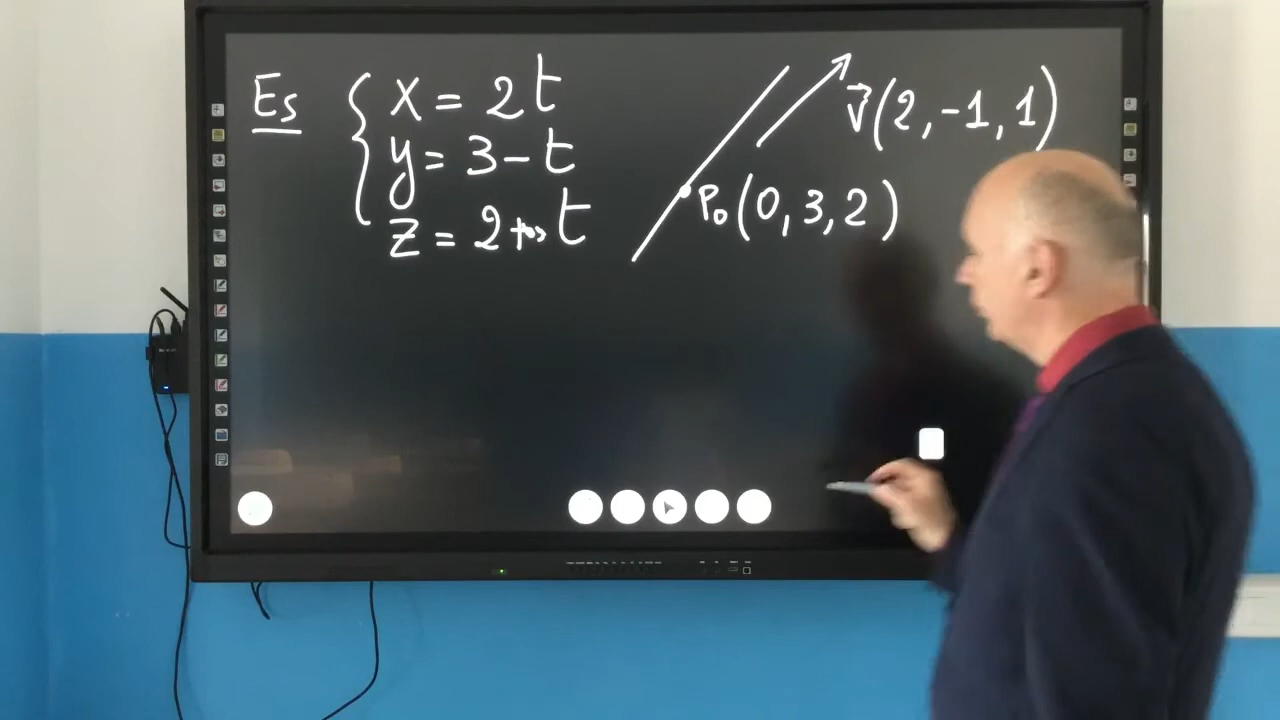 Es
x = 2t
y = 3 - t
z = 2 + t
v⃗(2, -1, 1)
P₀(0, 3, 2)